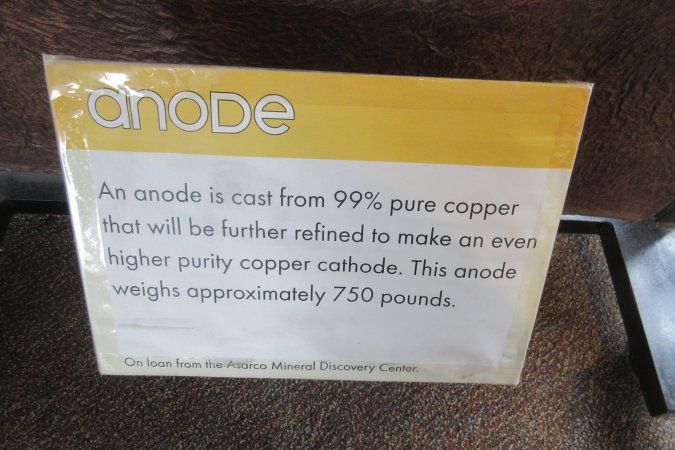 anode
An anode is cast from 99% pure copper
that will be further refined to make an even
higher purity copper cathode. This anode
weighs approximately 750 pounds.
On loan from the Asarco Mineral Discovery Center.